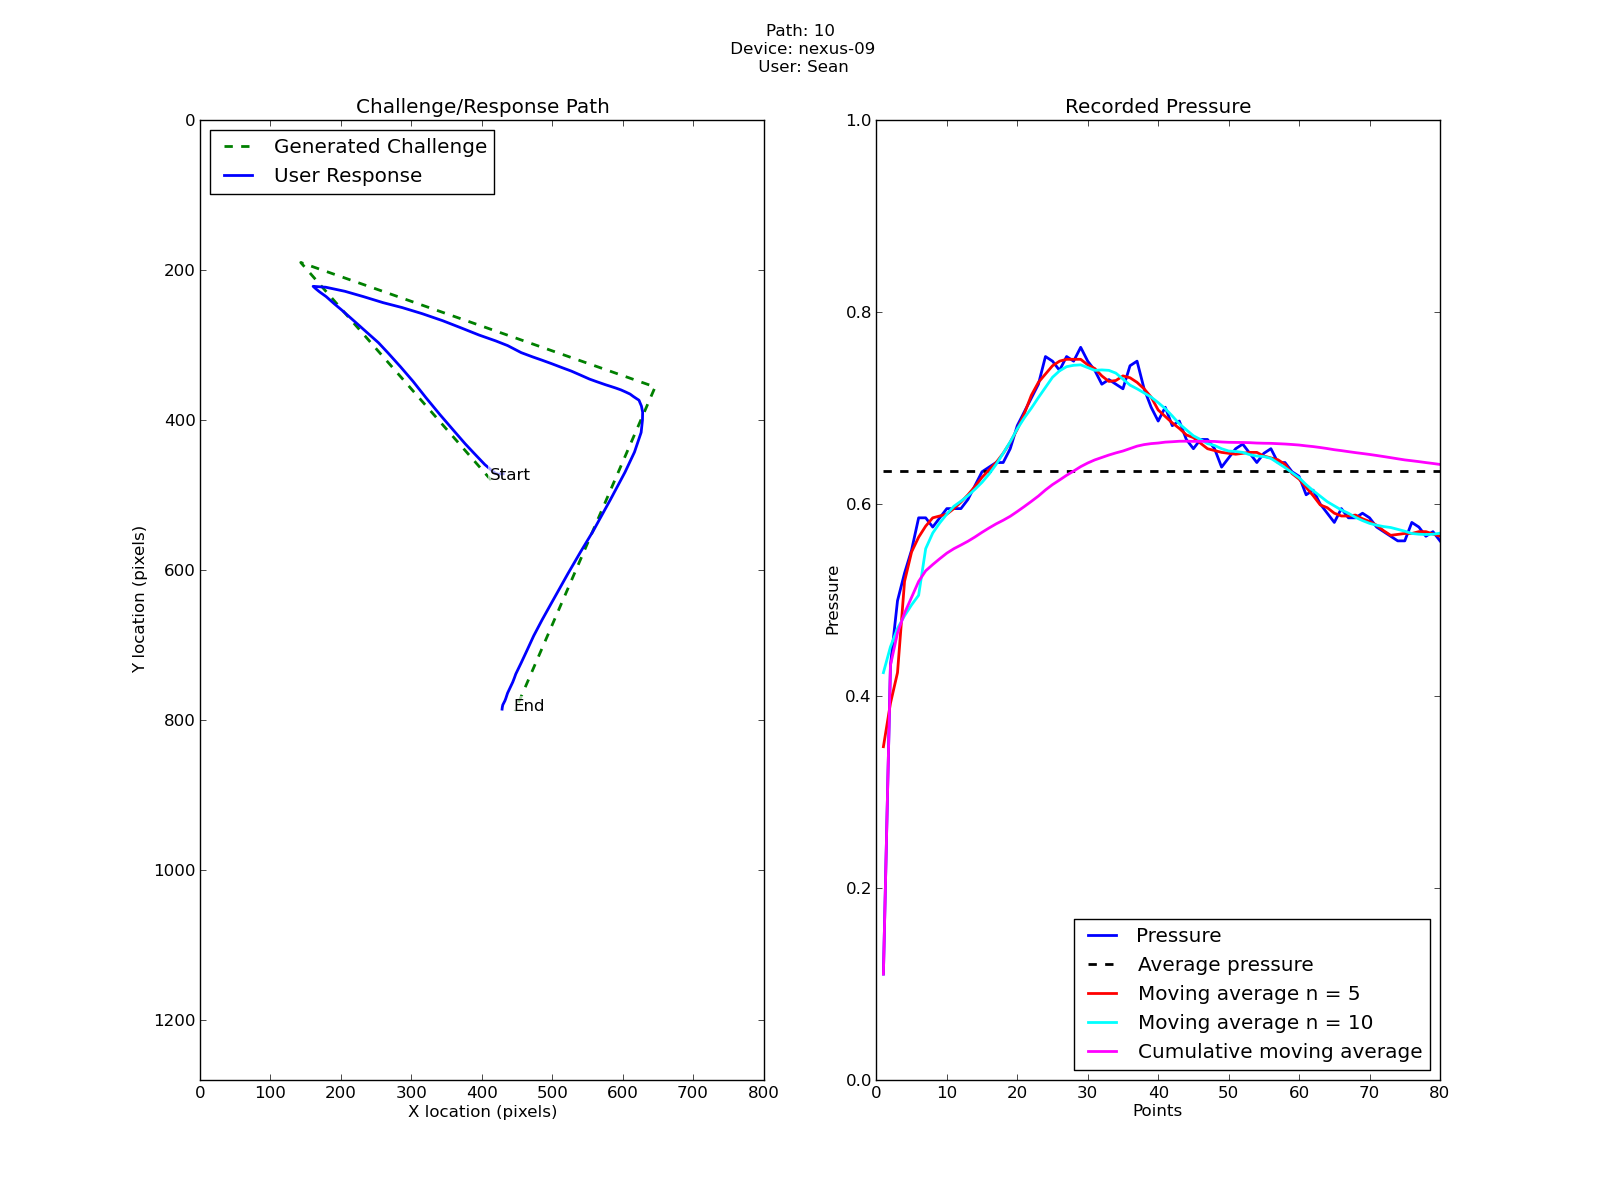 Path: 10
Device: nexus-09
User: Sean
Challenge/Response Path
Generated Challenge
User Response
0
200
400
600
800
1000
1200
Y location (pixels)
Start
End
0 100 200 300 400 500 600 700 800
X location (pixels)
Recorded Pressure
1.0
0.8
0.6
0.4
0.2
0.0
Pressure
Pressure
Average pressure
Moving average n = 5
Moving average n = 10
Cumulative moving average
0 10 20 30 40 50 60 70 80
Points